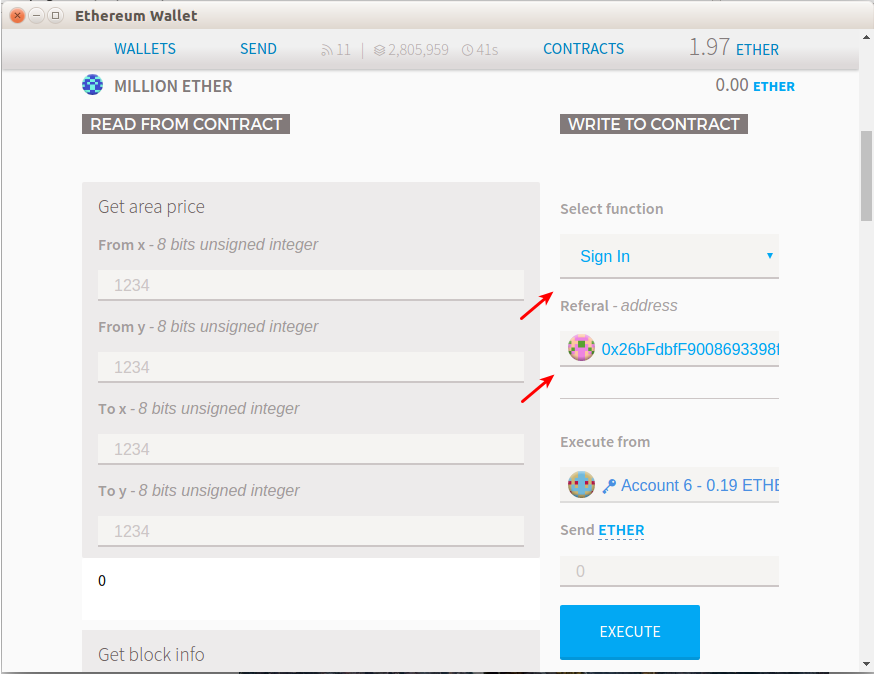 Ethereum Wallet
WALLETS SEND 11 | 2,805,959 41s CONTRACTS 1.97 ETHER
MILLION ETHER 0.00 ETHER
READ FROM CONTRACT
WRITE TO CONTRACT
Get area price
From x - 8 bits unsigned integer
1234
From y - 8 bits unsigned integer
1234
To x - 8 bits unsigned integer
1234
To y - 8 bits unsigned integer
1234
0
Get block info
Select function
Sign In
Referal - address
0x26bFdbfF9008693398f
Execute from
Account 6 - 0.19 ETHE
Send ETHER
0
EXECUTE